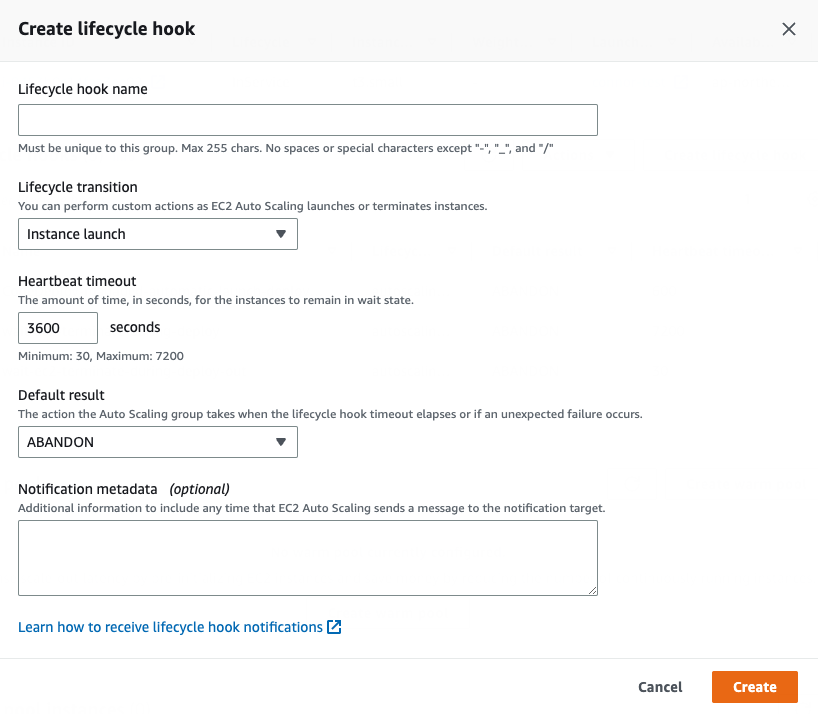 Create lifecycle hook
Lifecycle hook name
Must be unique to this group. Max 255 chars. No spaces or special characters except "-", "_", and "/"
Lifecycle transition
You can perform custom actions as EC2 Auto Scaling launches or terminates instances.
Instance launch
Heartbeat timeout
The amount of time, in seconds, for the instances to remain in wait state.
3600 seconds
Minimum: 30, Maximum: 7200
Default result
The action the Auto Scaling group takes when the lifecycle hook timeout elapses or if an unexpected failure occurs.
ABANDON
Notification metadata (optional)
Additional information to include any time that EC2 Auto Scaling sends a message to the notification target.
Learn how to receive lifecycle hook notifications
Cancel Create